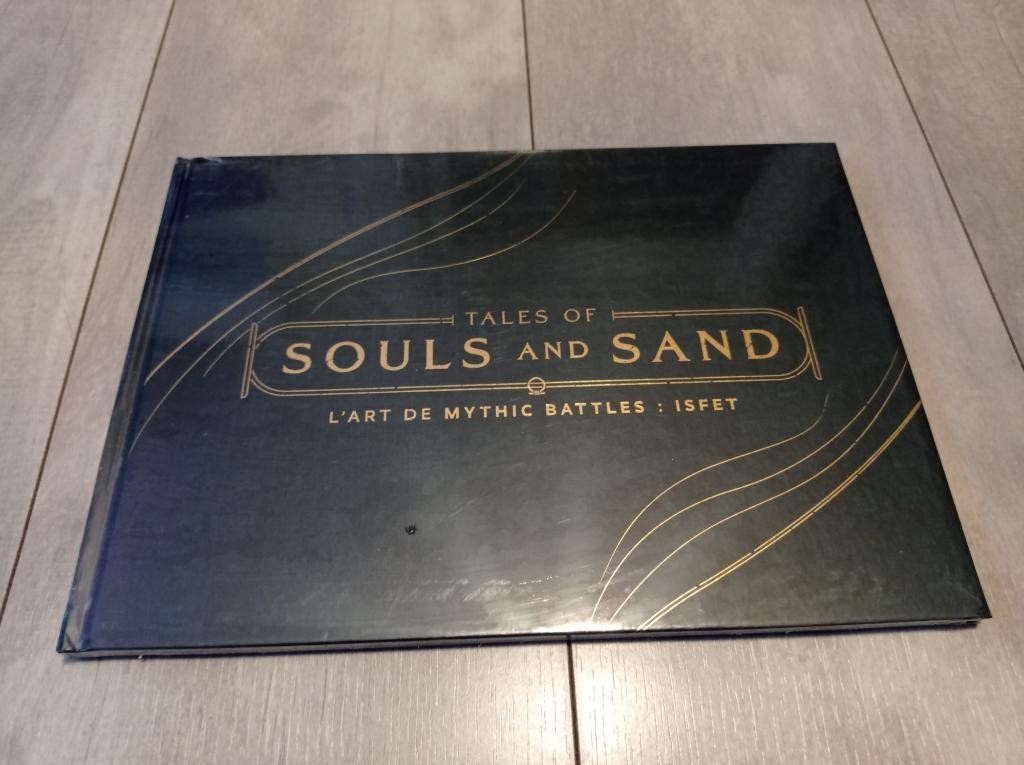 TALES OF
SOULS AND SAND
L'ART DE MYTHIC BATTLES : ISFET